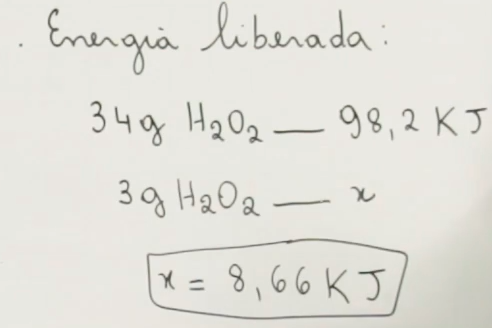 . Energia liberada:
34g H₂O₂ — 98,2 KJ
3g H₂O₂ — x
x = 8,66 KJ